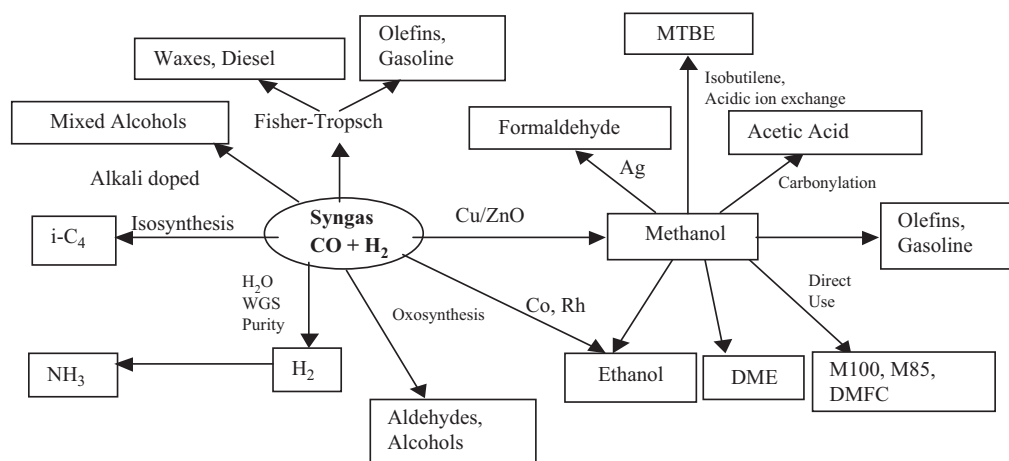 MTBE
Olefins,
Gasoline
Waxes, Diesel
Isobutilene,
Acidic ion exchange
Fisher-Tropsch
Mixed Alcohols
Formaldehyde
Acetic Acid
Ag
Alkali doped
Carbonylation
Isosynthesis
i-C₄
Syngas
CO + H₂
Cu/ZnO
Methanol
Olefins,
Gasoline
H₂O
WGS
Purity
Direct
Use
Oxosynthesis
Co, Rh
NH₃
H₂
Ethanol
DME
M100, M85,
DMFC
Aldehydes,
Alcohols